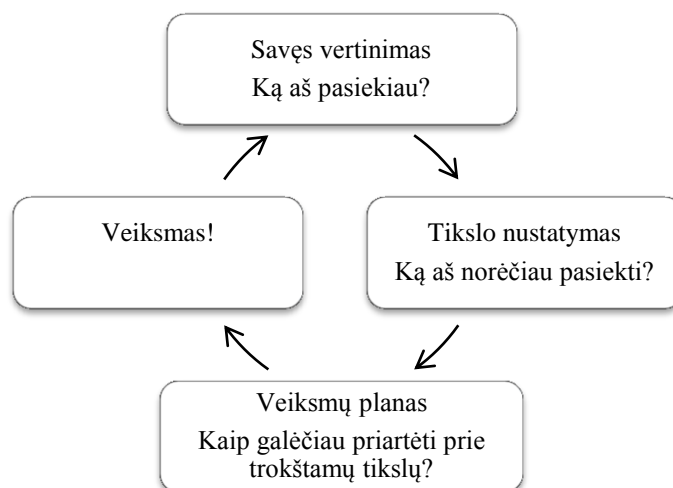 Savęs vertinimas
Ką aš pasiekiau?
Veiksmas!
Tikslo nustatymas
Ką aš norėčiau pasiekti?
Veiksmų planas
Kaip galėčiau priartėti prie
trokštamų tikslų?